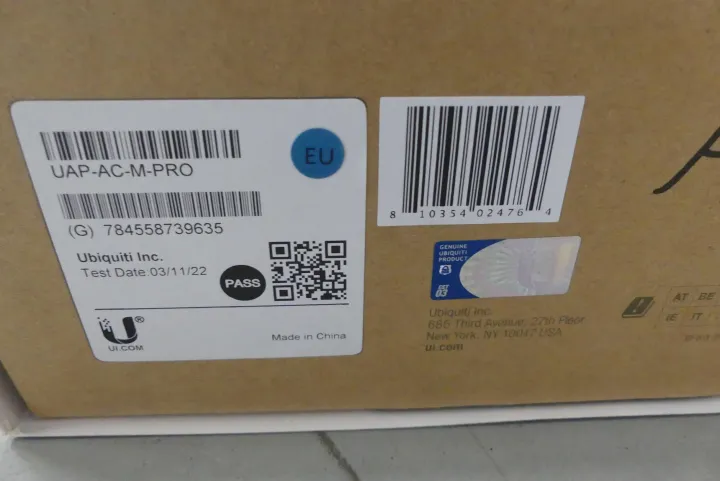 UAP-AC-M-PRO
EU
(G) 784558739635
Ubiquiti Inc.
Test Date:03/11/22
PASS
U®
UI.COM
Made in China
8 10354 02476 4
GENUINE
UBIQUITI
PRODUCT
Ubiquiti Inc.
685 Third Avenue, 27th Floor
New York, NY 10017 USA
ui.com
AT BE
IE IT